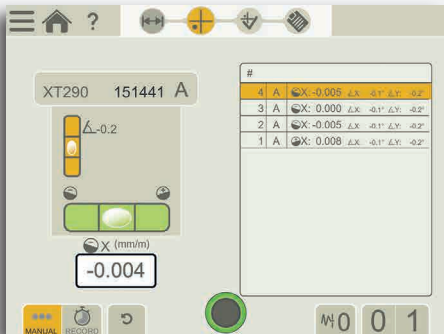 ?
#
XT290 151441 A
4 A X:-0.005 ∠X: -0.1° ∠Y: -0.2°
3 A X: 0.000 ∠X: -0.1° ∠Y: -0.2°
2 A X:-0.005 ∠X: -0.1° ∠Y: -0.2°
1 A X: 0.008 ∠X: -0.1° ∠Y: -0.2°
∠-0.2
X (mm/m)
-0.004
MANUAL RECORD
0 0 1